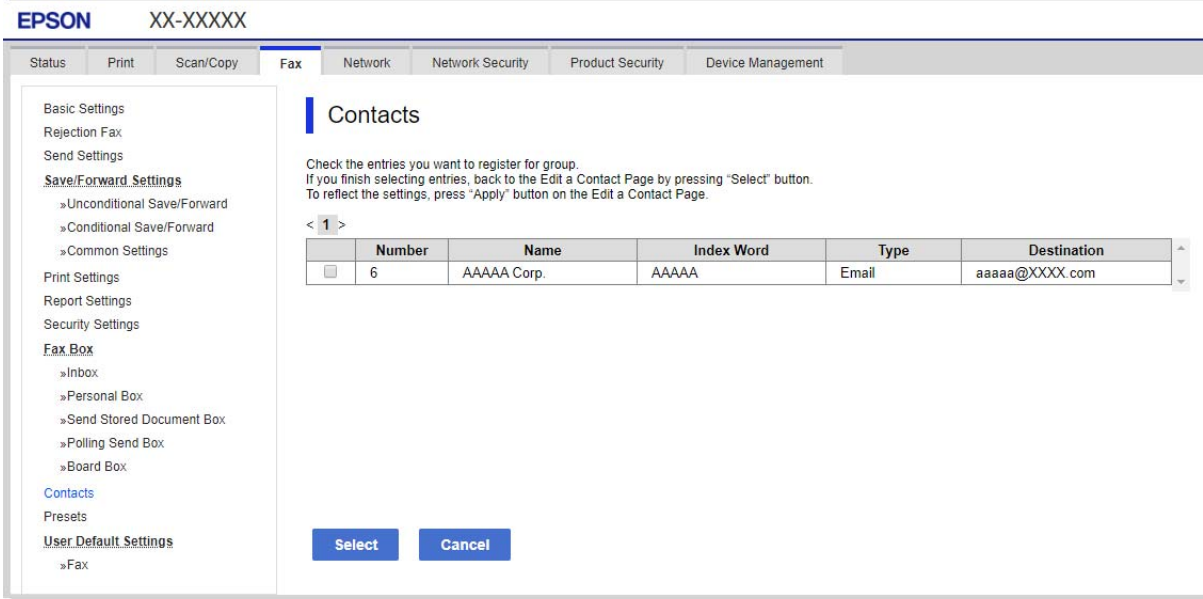 EPSON XX-XXXXX
Status Print Scan/Copy Fax Network Network Security Product Security Device Management
Basic Settings
Rejection Fax
Send Settings
Save/Forward Settings
»Unconditional Save/Forward
»Conditional Save/Forward
»Common Settings
Print Settings
Report Settings
Security Settings
Fax Box
»Inbox
»Personal Box
»Send Stored Document Box
»Polling Send Box
»Board Box
Contacts
Presets
User Default Settings
»Fax
Contacts
Check the entries you want to register for group.
If you finish selecting entries, back to the Edit a Contact Page by pressing “Select” button.
To reflect the settings, press “Apply” button on the Edit a Contact Page.
< 1 >
Number Name Index Word Type Destination
6 AAAAA Corp. AAAAA Email aaaaa@XXXX.com
Select Cancel